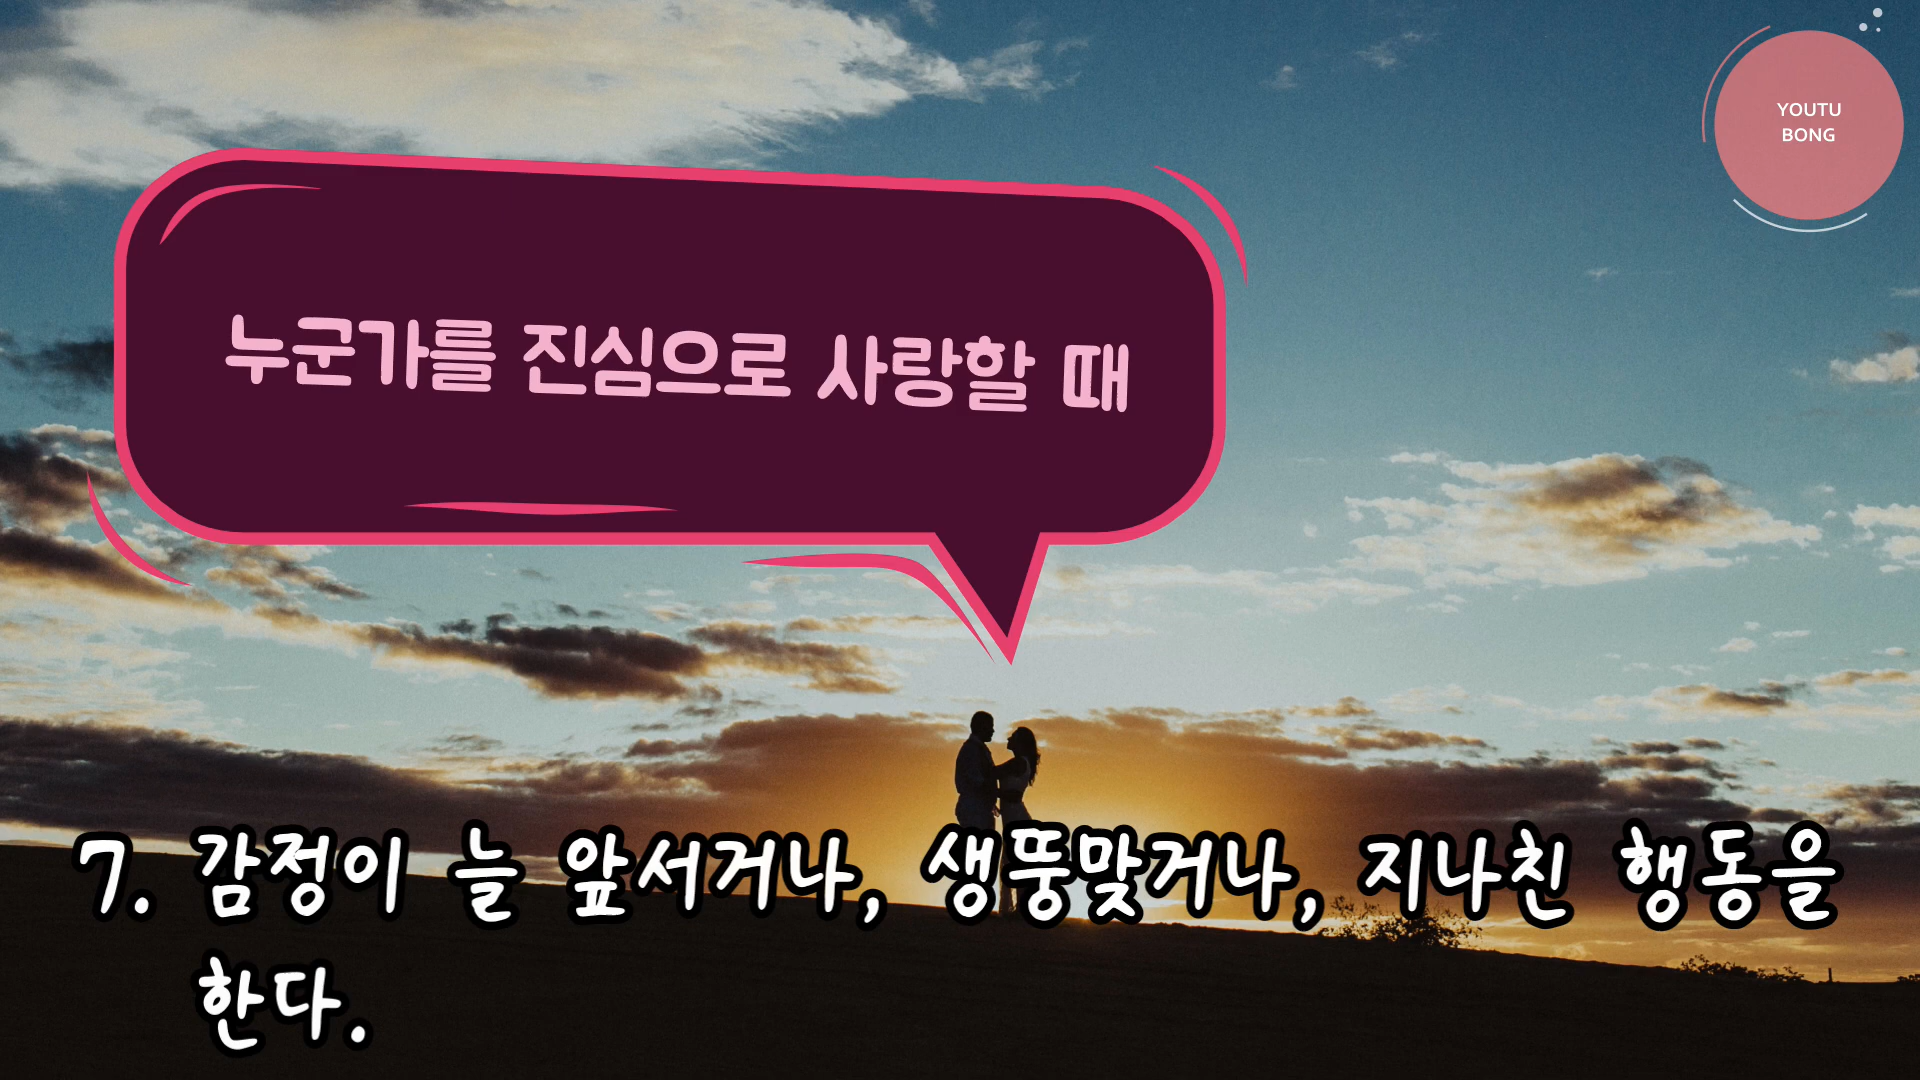 YOUTU
BONG
누군가를 진심으로 사랑할 때
7. 감정이 늘 앞서거나, 생뚱맞거나, 지나친 행동을
한다.